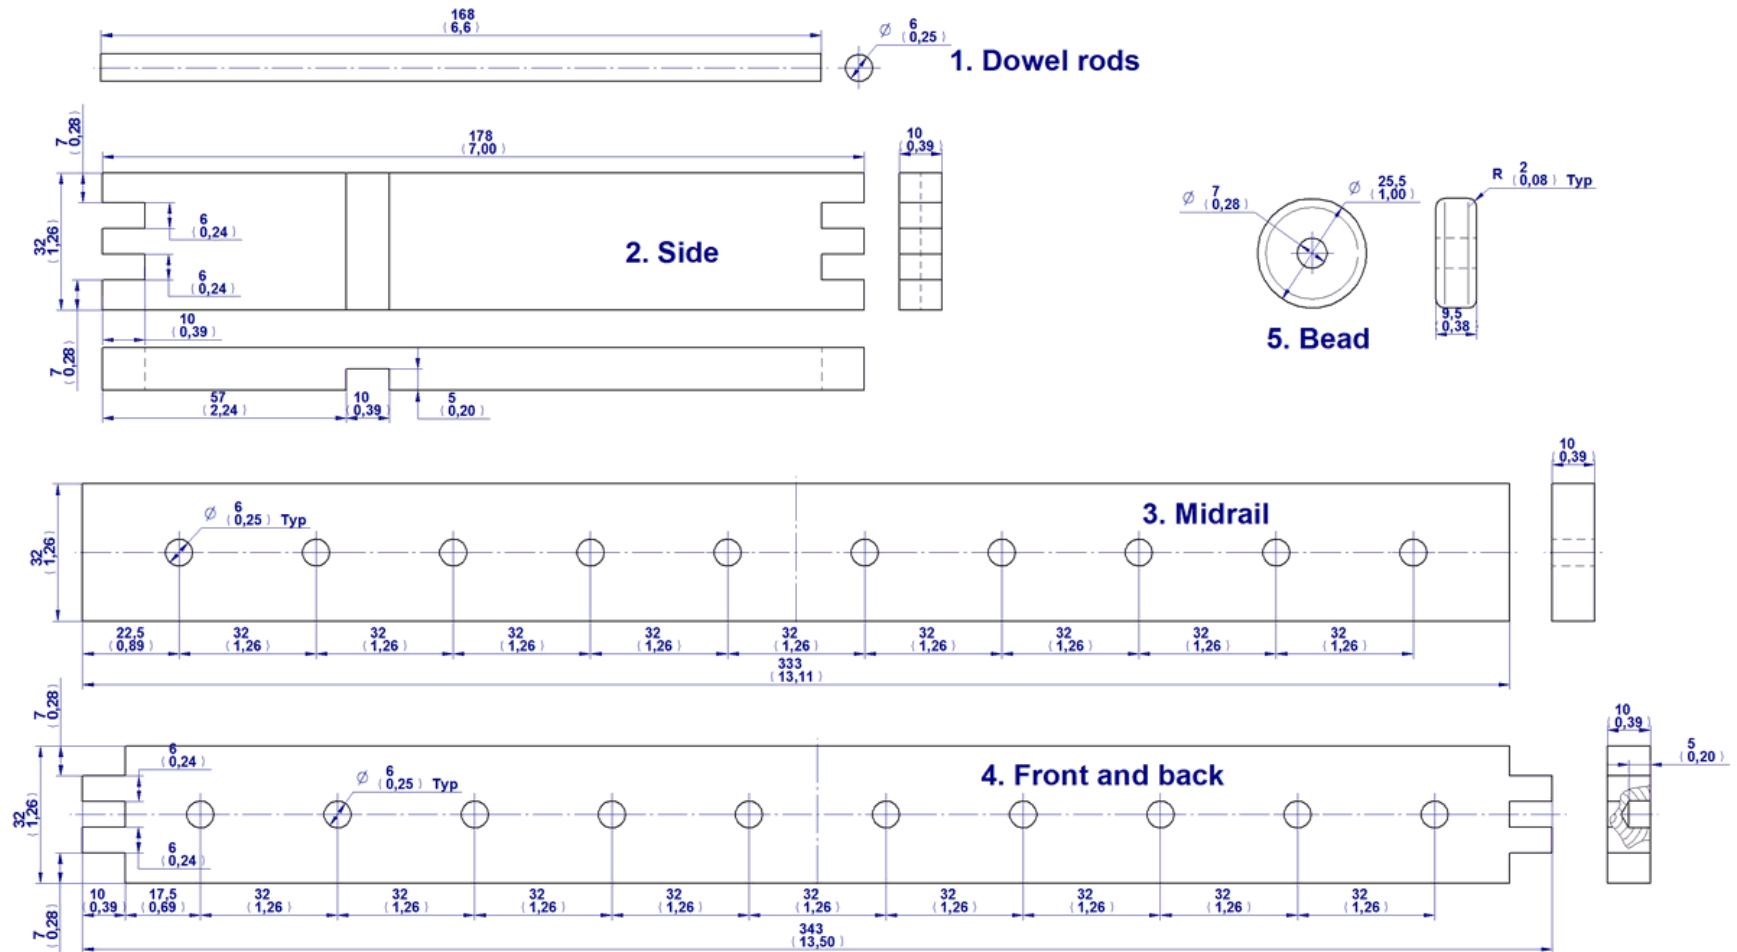 168
( 6,6 )
Ø 6
( 0,25 )
1. Dowel rods
7
( 0,28 )
178
( 7,00 )
10
( 0,39 )
32
( 1,26 )
6
( 0,24 )
6
( 0,24 )
2. Side
10
( 0,39 )
7
( 0,28 )
57
( 2,24 )
10
( 0,39 )
5
( 0,20 )
Ø 7
( 0,28 )
Ø 25,5
( 1,00 )
R 2
( 0,08 ) Typ
9,5
( 0,38 )
5. Bead
10
( 0,39 )
32
( 1,26 )
Ø 6
( 0,25 ) Typ
3. Midrail
22,5
( 0,89 )
32
( 1,26 )
32
( 1,26 )
32
( 1,26 )
32
( 1,26 )
32
( 1,26 )
32
( 1,26 )
32
( 1,26 )
32
( 1,26 )
32
( 1,26 )
333
( 13,11 )
7
( 0,28 )
10
( 0,39 )
5
( 0,20 )
6
( 0,24 )
Ø 6
( 0,25 ) Typ
4. Front and back
32
( 1,26 )
6
( 0,24 )
10
( 0,39 )
17,5
( 0,69 )
32
( 1,26 )
32
( 1,26 )
32
( 1,26 )
32
( 1,26 )
32
( 1,26 )
32
( 1,26 )
32
( 1,26 )
32
( 1,26 )
32
( 1,26 )
7
( 0,28 )
343
( 13,50 )